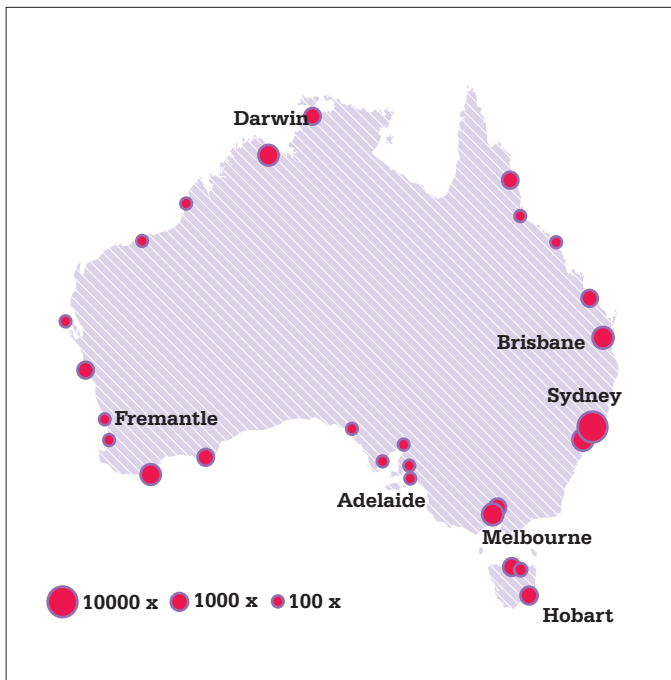 Darwin
Brisbane
Sydney
Fremantle
Adelaide
Melbourne
10000 x 1000 x 100 x
Hobart